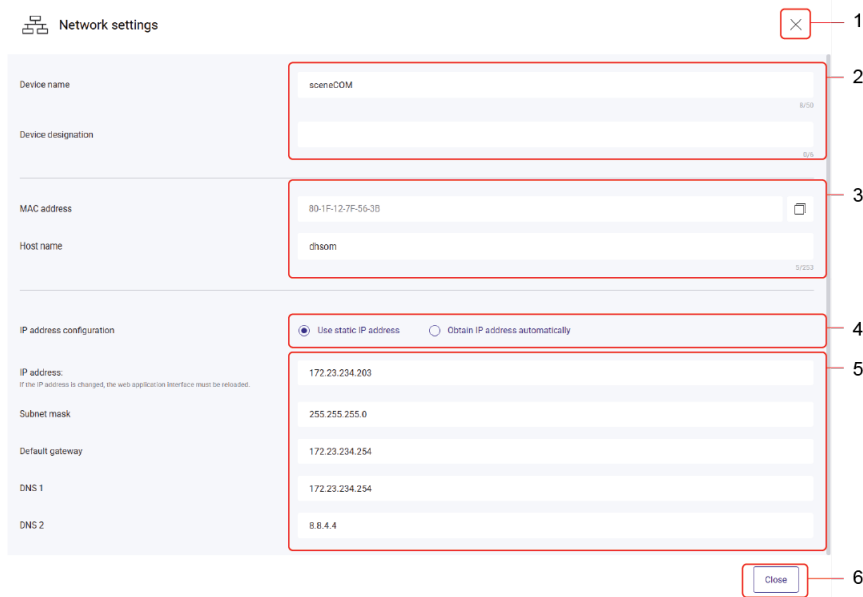 Network settings
1
Device name
sceneCOM
2
8/50
Device designation
0/6
MAC address
80-1F-12-7F-56-3B
3
Host name
dhsom
5/253
IP address configuration
Use static IP address
Obtain IP address automatically
4
IP address:
172.23.234.203
5
If the IP address is changed, the web application interface must be reloaded.
Subnet mask
255.255.255.0
Default gateway
172.23.234.254
DNS 1
172.23.234.254
DNS 2
8.8.4.4
Close
6